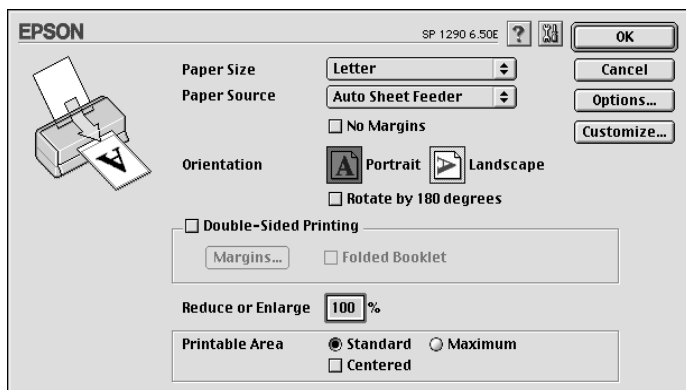 EPSON SP 1290 6.50E ? OK
Paper Size Letter Cancel
Paper Source Auto Sheet Feeder Options...
No Margins Customize...
Orientation A Portrait A Landscape
Rotate by 180 degrees
Double-Sided Printing
Margins... Folded Booklet
Reduce or Enlarge 100 %
Printable Area Standard Maximum
Centered
A